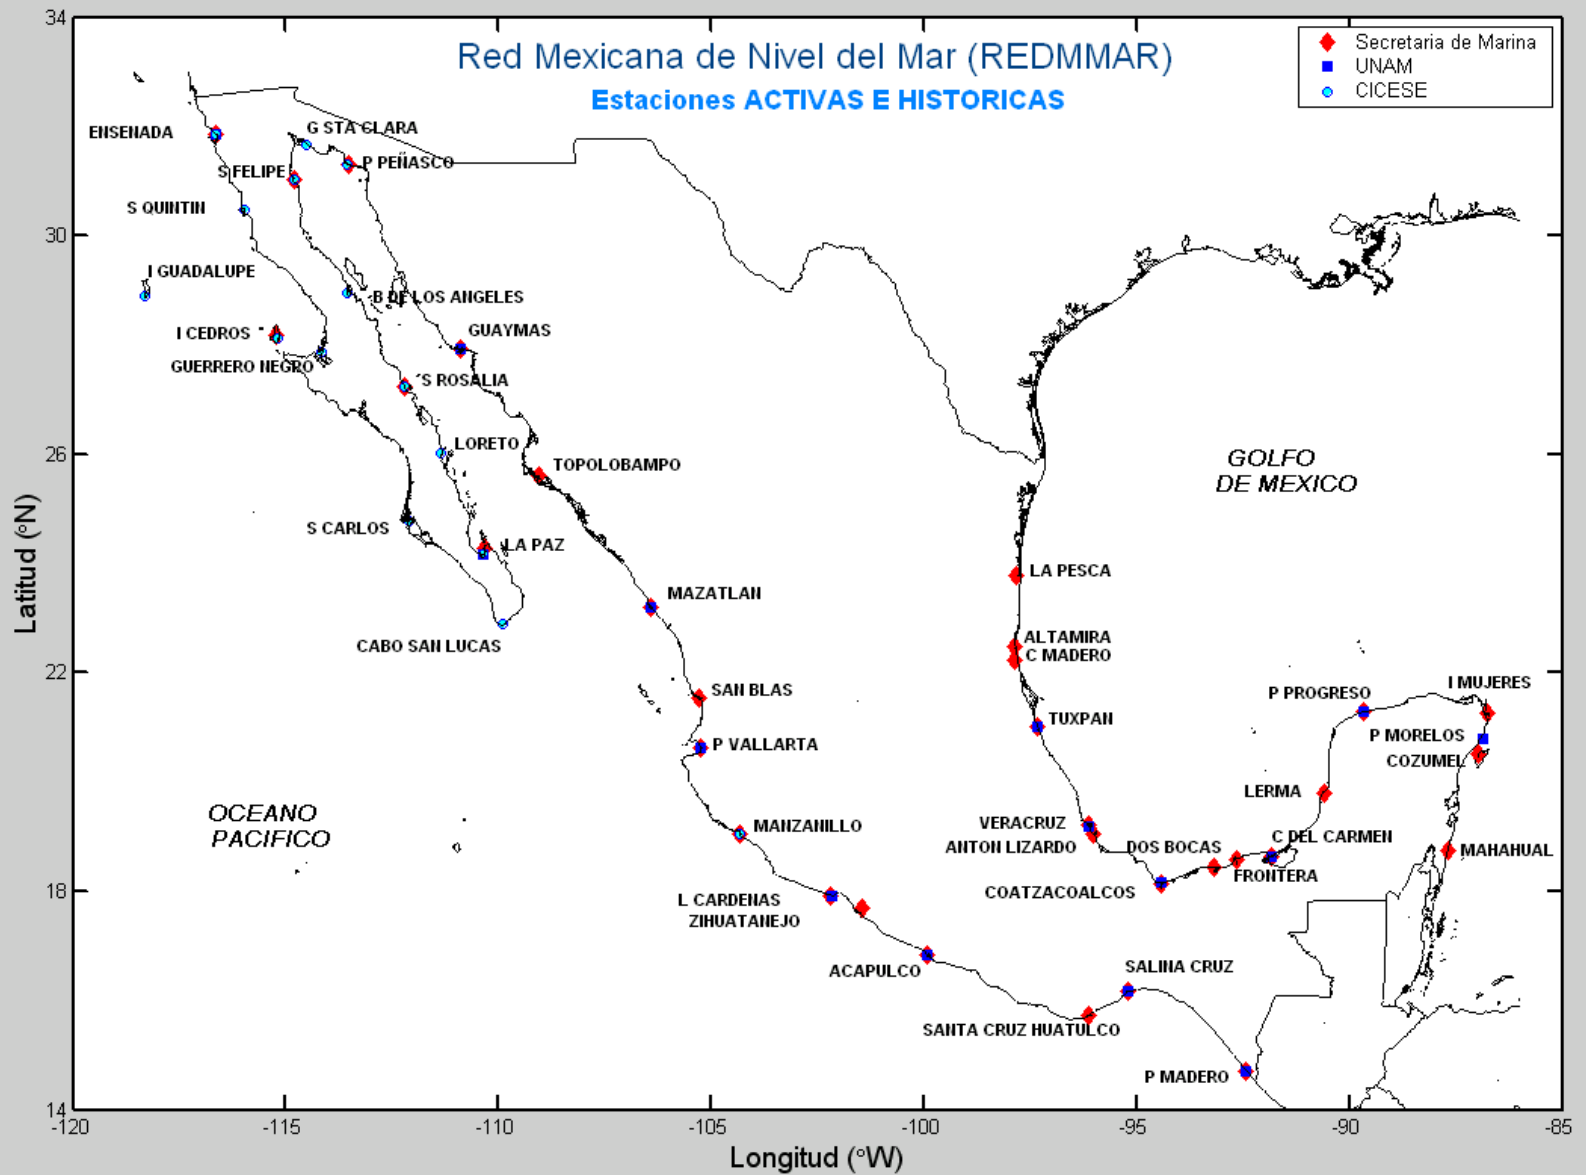 34
Red Mexicana de Nivel del Mar (REDMMAR)
Estaciones ACTIVAS E HISTORICAS
Secretaria de Marina
UNAM
CICESE
ENSENADA
G STA CLARA
P PEÑASCO
S FELIPE
S QUINTIN
30
I GUADALUPE
B DE LOS ANGELES
I CEDROS
GUAYMAS
GUERRERO NEGRO
S ROSALIA
LORETO
26
TOPOLOBAMPO
GOLFO
DE MEXICO
S CARLOS
LA PAZ
LA PESCA
MAZATLAN
CABO SAN LUCAS
ALTAMIRA
C MADERO
22
SAN BLAS
P PROGRESO
I MUJERES
TUXPAN
P VALLARTA
P MORELOS
COZUMEL
LERMA
OCEANO
PACIFICO
MANZANILLO
VERACRUZ
ANTON LIZARDO
DOS BOCAS
C DEL CARMEN
MAHAHUAL
FRONTERA
18
L CARDENAS
ZIHUATANEJO
COATZACOALCOS
ACAPULCO
SALINA CRUZ
SANTA CRUZ HUATULCO
P MADERO
14
-120
-115
-110
-105
-100
-95
-90
-85
Latitud (°N)
Longitud (°W)